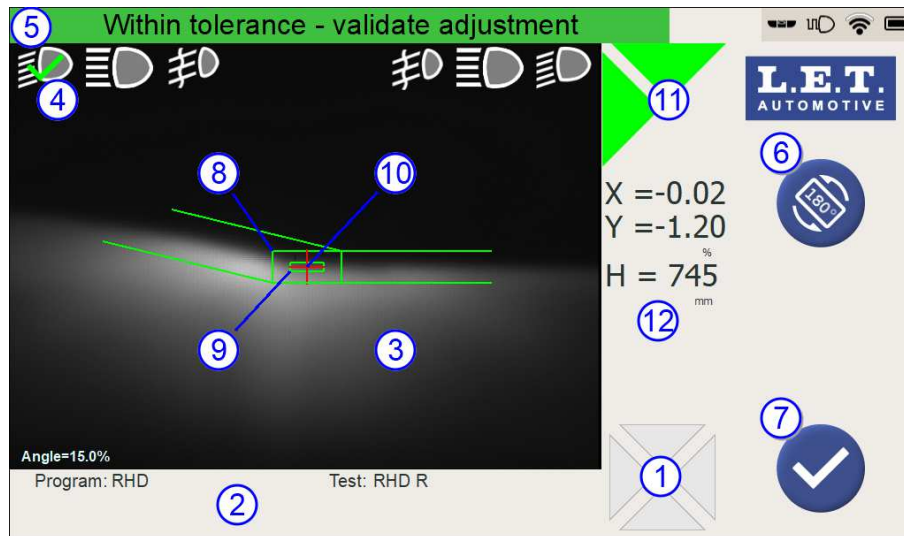 Within tolerance - validate adjustment
5
4
11
L.E.T.
AUTOMOTIVE
6
180°
8
10
X =-0.02
Y =-1.20
%
H = 745
mm
12
9
3
7
Angle=15.0%
Program: RHD
Test: RHD R
2
1